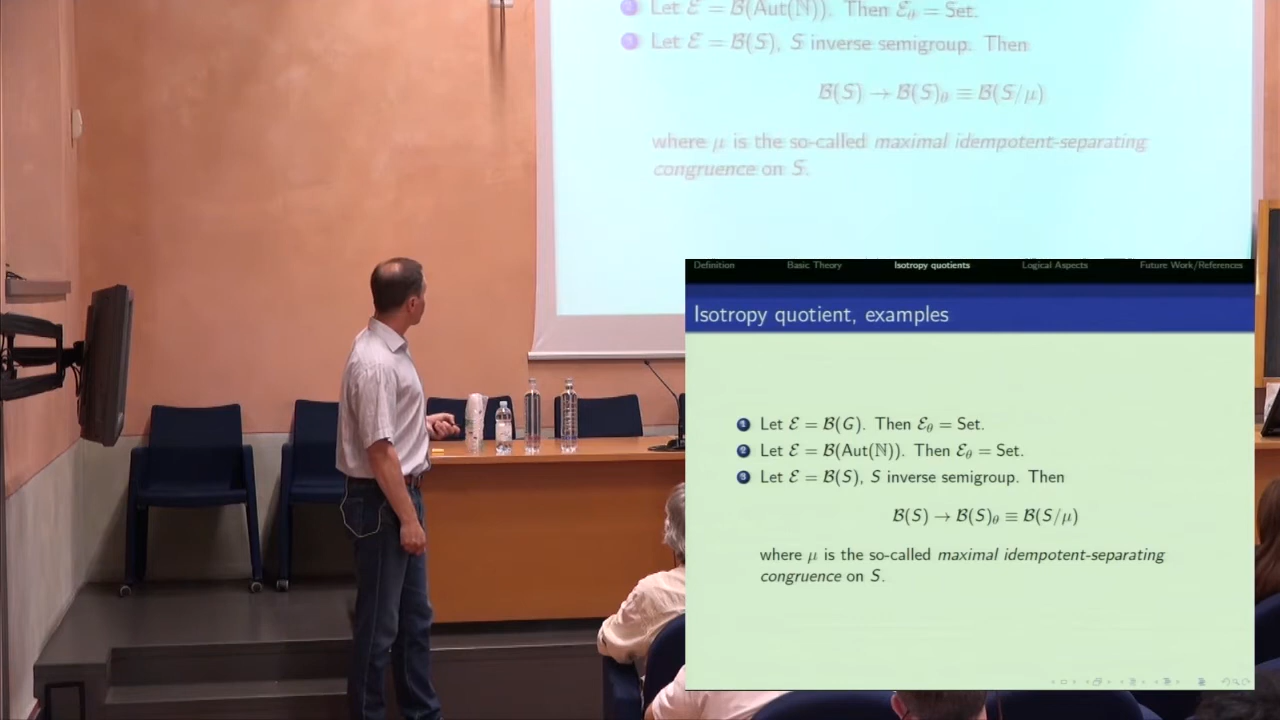 Let ℰ = ℬ(Aut(ℕ)). Then ℰ_θ = Set.
Let ℰ = ℬ(S), S inverse semigroup. Then
ℬ(S) → ℬ(S)_θ ≡ ℬ(S/μ)
where μ is the so-called maximal idempotent-separating
congruence on S.
Definition Basic Theory Isotropy quotients Logical Aspects Future Work/References
Isotropy quotient, examples
1 Let ℰ = ℬ(G). Then ℰ_θ = Set.
2 Let ℰ = ℬ(Aut(ℕ)). Then ℰ_θ = Set.
3 Let ℰ = ℬ(S), S inverse semigroup. Then
ℬ(S) → ℬ(S)_θ ≡ ℬ(S/μ)
where μ is the so-called maximal idempotent-separating
congruence on S.